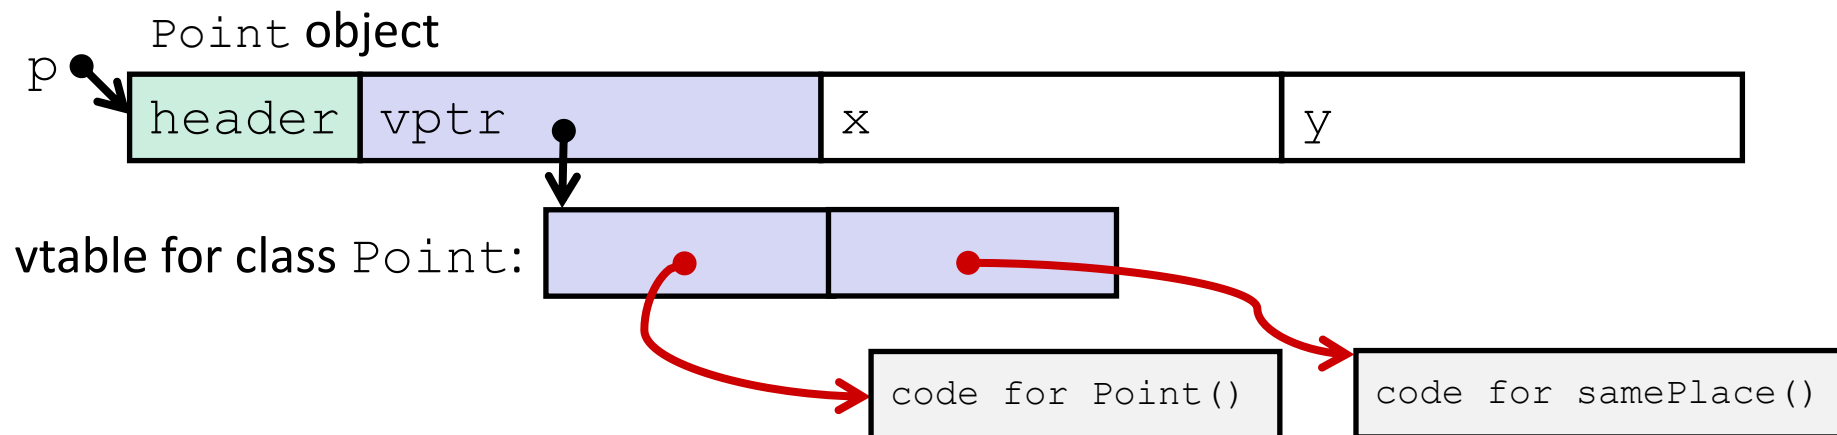 Point object
p
header vptr x y
vtable for class Point:
code for Point() code for samePlace()